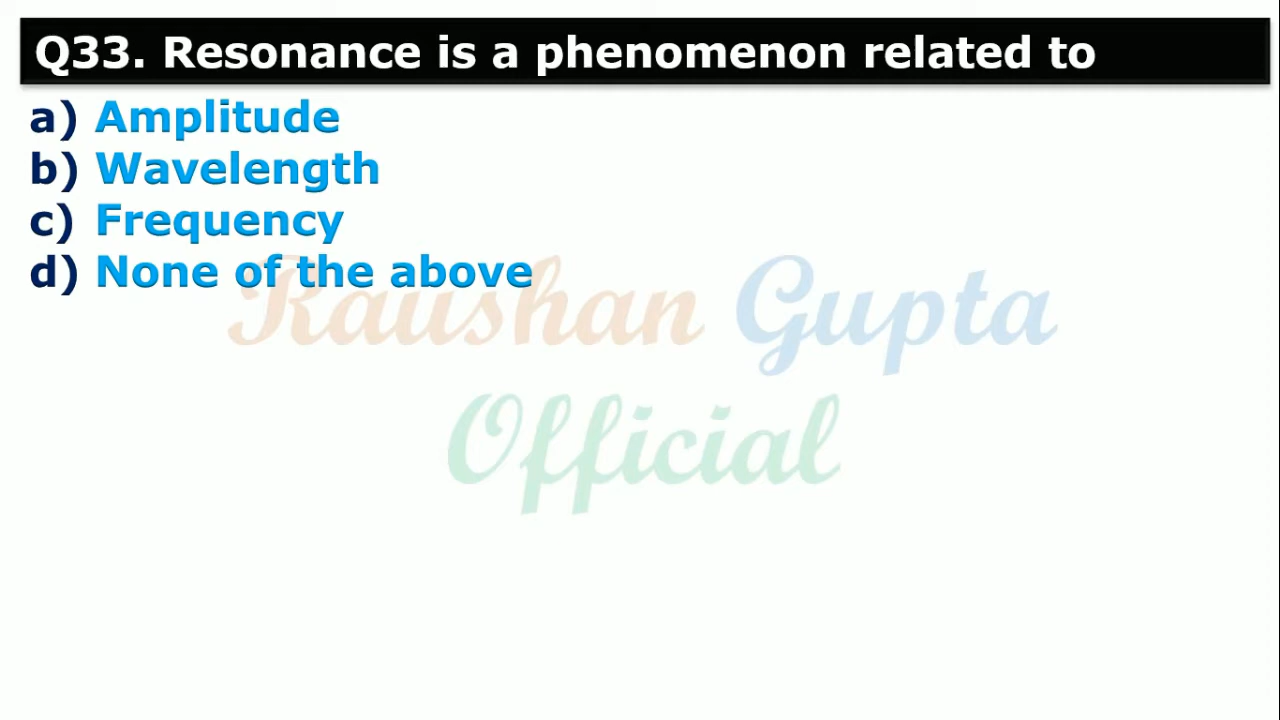 Q33. Resonance is a phenomenon related to
a) Amplitude
b) Wavelength
c) Frequency
d) None of the above
Raushan Gupta
Official